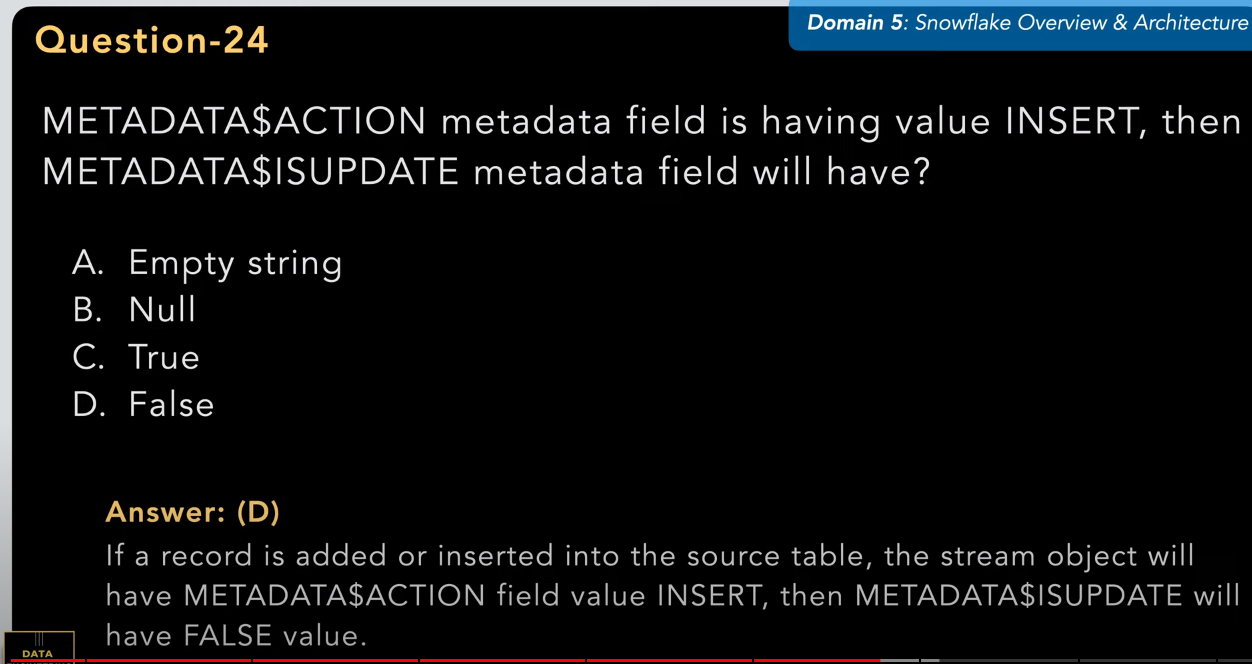 Domain 5: Snowflake Overview & Architecture
Question-24
METADATA$ACTION metadata field is having value INSERT, then
METADATA$ISUPDATE metadata field will have?
A. Empty string
B. Null
C. True
D. False
Answer: (D)
If a record is added or inserted into the source table, the stream object will
have METADATA$ACTION field value INSERT, then METADATA$ISUPDATE will
have FALSE value.
DATA